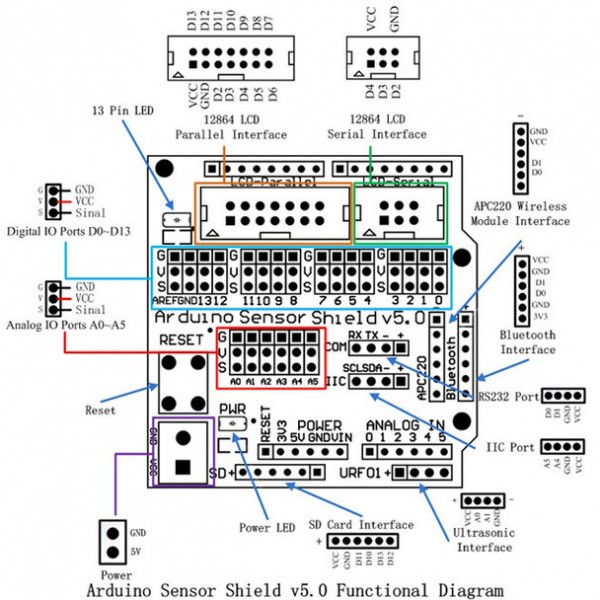 D13 D12 D11 D10 D9 D8 D7
VCC GND
VCC GND D2 D3 D4 D5 D6
D4 D3 D2
13 Pin LED
12864 LCD
Parallel Interface
12864 LCD
Serial Interface
-
GND
VCC
D1
D0
APC220 Wireless
Module Interface
LCD-Parallel
LCD-Serial
G GND
V VCC
S Sinal
Digital IO Ports D0~D13
G
V
S
G
V
S
AREFGND13 12 11 10 9 8 7 6 5 4 3 2 1 0
Arduino Sensor Shield v5.0
+
VCC
GND
D1
D0
GND
3V3
Bluetooth
Interface
G GND
V VCC
S Sinal
Analog IO Ports A0~A5
RESET
G
V
S
A0 A1 A2 A3 A4 A5
COM
RX TX - +
IIC
SCLSDA - +
APC220
Bluetooth
-
+
RS232 Port
D0 D1 GND VCC
Reset
PWR
RESET
3V3
POWER
5V GNDVIN
ANALOG IN
0 1 2 3 4 5
IIC Port
A5 A4 GND VCC
GND
VCC
SD+
URF01+
+ -
VCC A0 A1 GND
Ultrasonic
Interface
GND
5V
Power
Power LED
SD Card Interface
+
VCC GND D11 D10 D13 D12
Arduino Sensor Shield v5.0 Functional Diagram